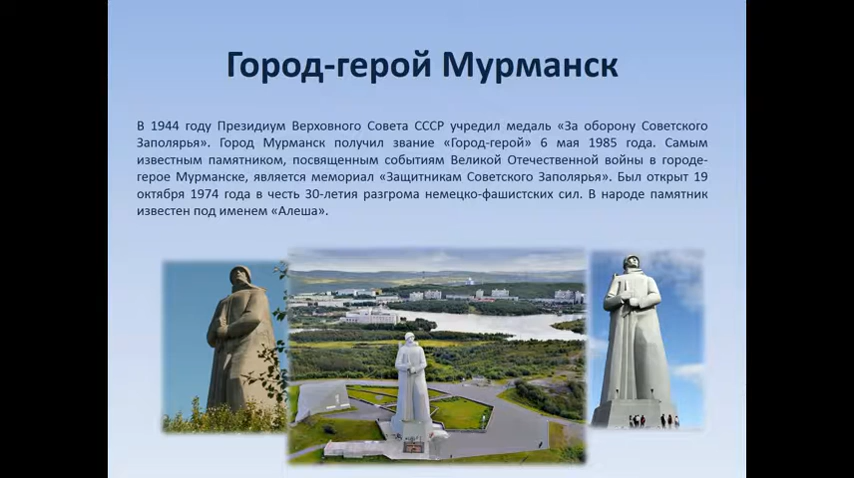 Город-герой Мурманск
В 1944 году Президиум Верховного Совета СССР учредил медаль «За оборону Советского
Заполярья». Город Мурманск получил звание «Город-герой» 6 мая 1985 года. Самым
известным памятником, посвященным событиям Великой Отечественной войны в городе-
герое Мурманске, является мемориал «Защитникам Советского Заполярья». Был открыт 19
октября 1974 года в честь 30-летия разгрома немецко-фашистских сил. В народе памятник
известен под именем «Алеша».